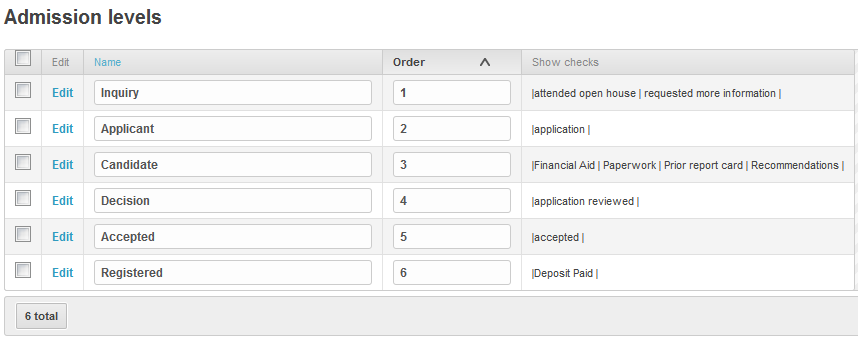 Admission levels
Edit Name Order Show checks
Edit Inquiry 1 |attended open house | requested more information |
Edit Applicant 2 |application |
Edit Candidate 3 |Financial Aid | Paperwork | Prior report card | Recommendations |
Edit Decision 4 |application reviewed |
Edit Accepted 5 |accepted |
Edit Registered 6 |Deposit Paid |
6 total